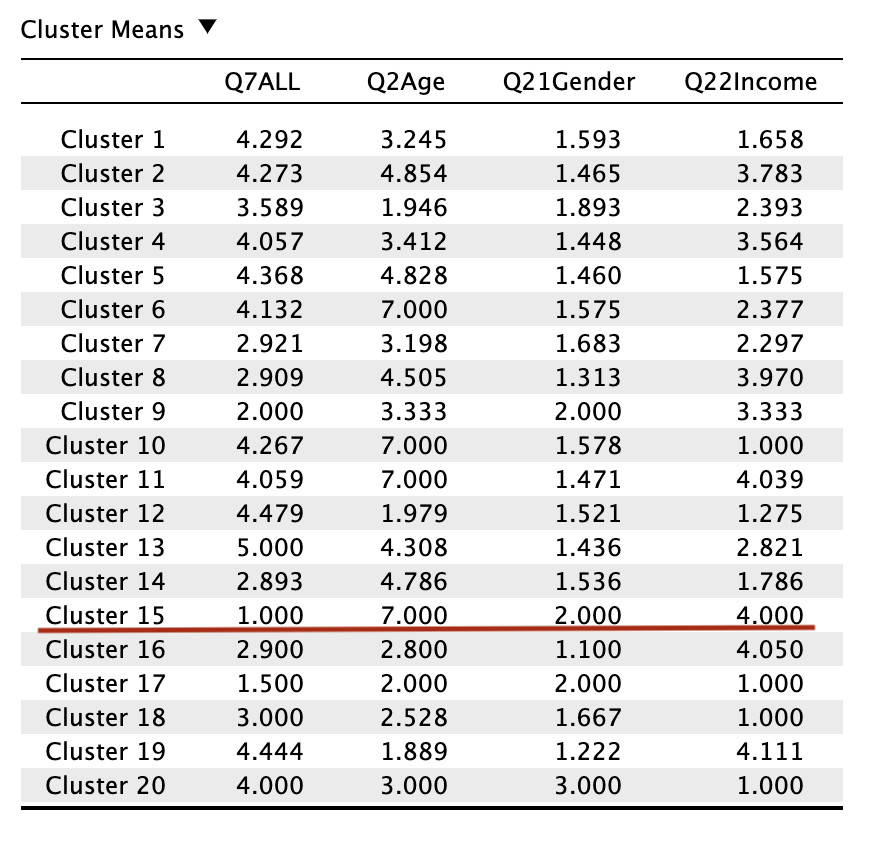 Cluster Means ▼
Q7ALL Q2Age Q21Gender Q22Income
Cluster 1 4.292 3.245 1.593 1.658
Cluster 2 4.273 4.854 1.465 3.783
Cluster 3 3.589 1.946 1.893 2.393
Cluster 4 4.057 3.412 1.448 3.564
Cluster 5 4.368 4.828 1.460 1.575
Cluster 6 4.132 7.000 1.575 2.377
Cluster 7 2.921 3.198 1.683 2.297
Cluster 8 2.909 4.505 1.313 3.970
Cluster 9 2.000 3.333 2.000 3.333
Cluster 10 4.267 7.000 1.578 1.000
Cluster 11 4.059 7.000 1.471 4.039
Cluster 12 4.479 1.979 1.521 1.275
Cluster 13 5.000 4.308 1.436 2.821
Cluster 14 2.893 4.786 1.536 1.786
Cluster 15 1.000 7.000 2.000 4.000
Cluster 16 2.900 2.800 1.100 4.050
Cluster 17 1.500 2.000 2.000 1.000
Cluster 18 3.000 2.528 1.667 1.000
Cluster 19 4.444 1.889 1.222 4.111
Cluster 20 4.000 3.000 3.000 1.000